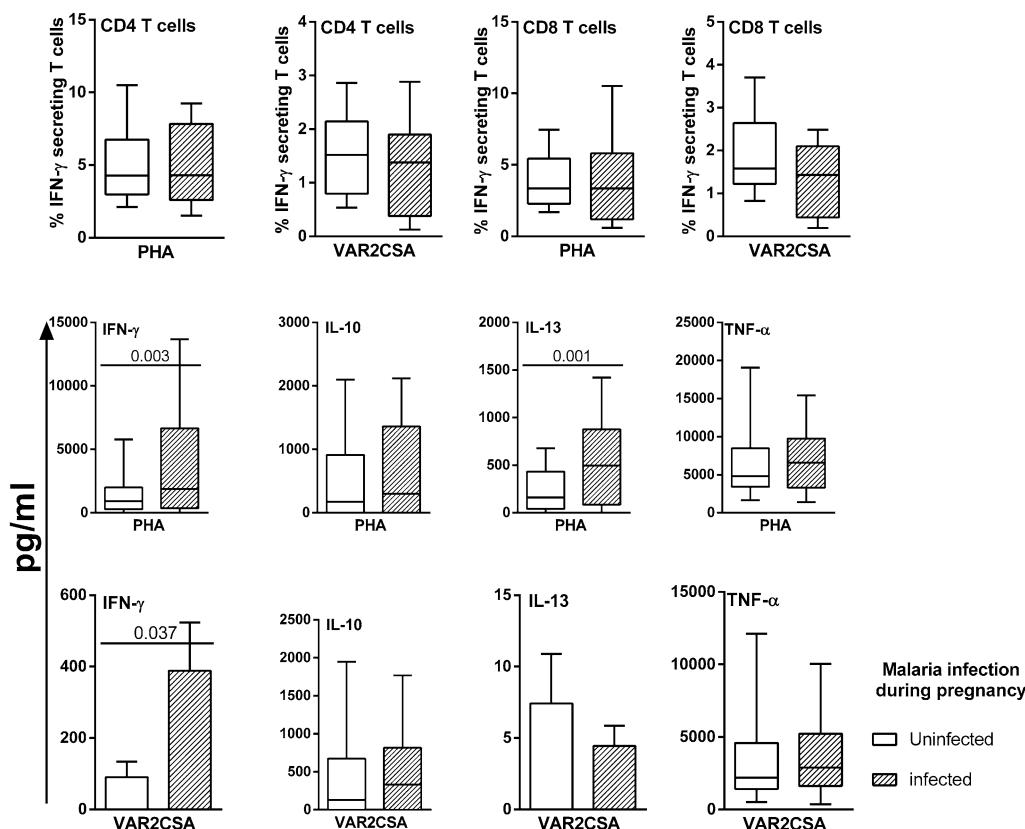 CD4 T cells
% IFN-γ secreting T cells
15
10
5
0
PHA
CD4 T cells
% IFN-γ secreting T cells
4
3
2
1
0
VAR2CSA
CD8 T cells
% IFN-γ secreting T cells
15
10
5
0
PHA
CD8 T cells
% IFN-γ secreting T cells
5
4
3
2
1
0
VAR2CSA
pg/ml
IFN-γ
15000
10000
5000
0
0.003
PHA
IL-10
3000
2000
1000
0
PHA
IL-13
2000
1500
1000
500
0
0.001
PHA
TNF-α
25000
20000
15000
10000
5000
0
PHA
IFN-γ
600
400
200
0
0.037
VAR2CSA
IL-10
2500
2000
1500
1000
500
0
VAR2CSA
IL-13
15
10
5
0
VAR2CSA
TNF-α
15000
10000
5000
0
VAR2CSA
Malaria infection
during pregnancy
Uninfected
infected